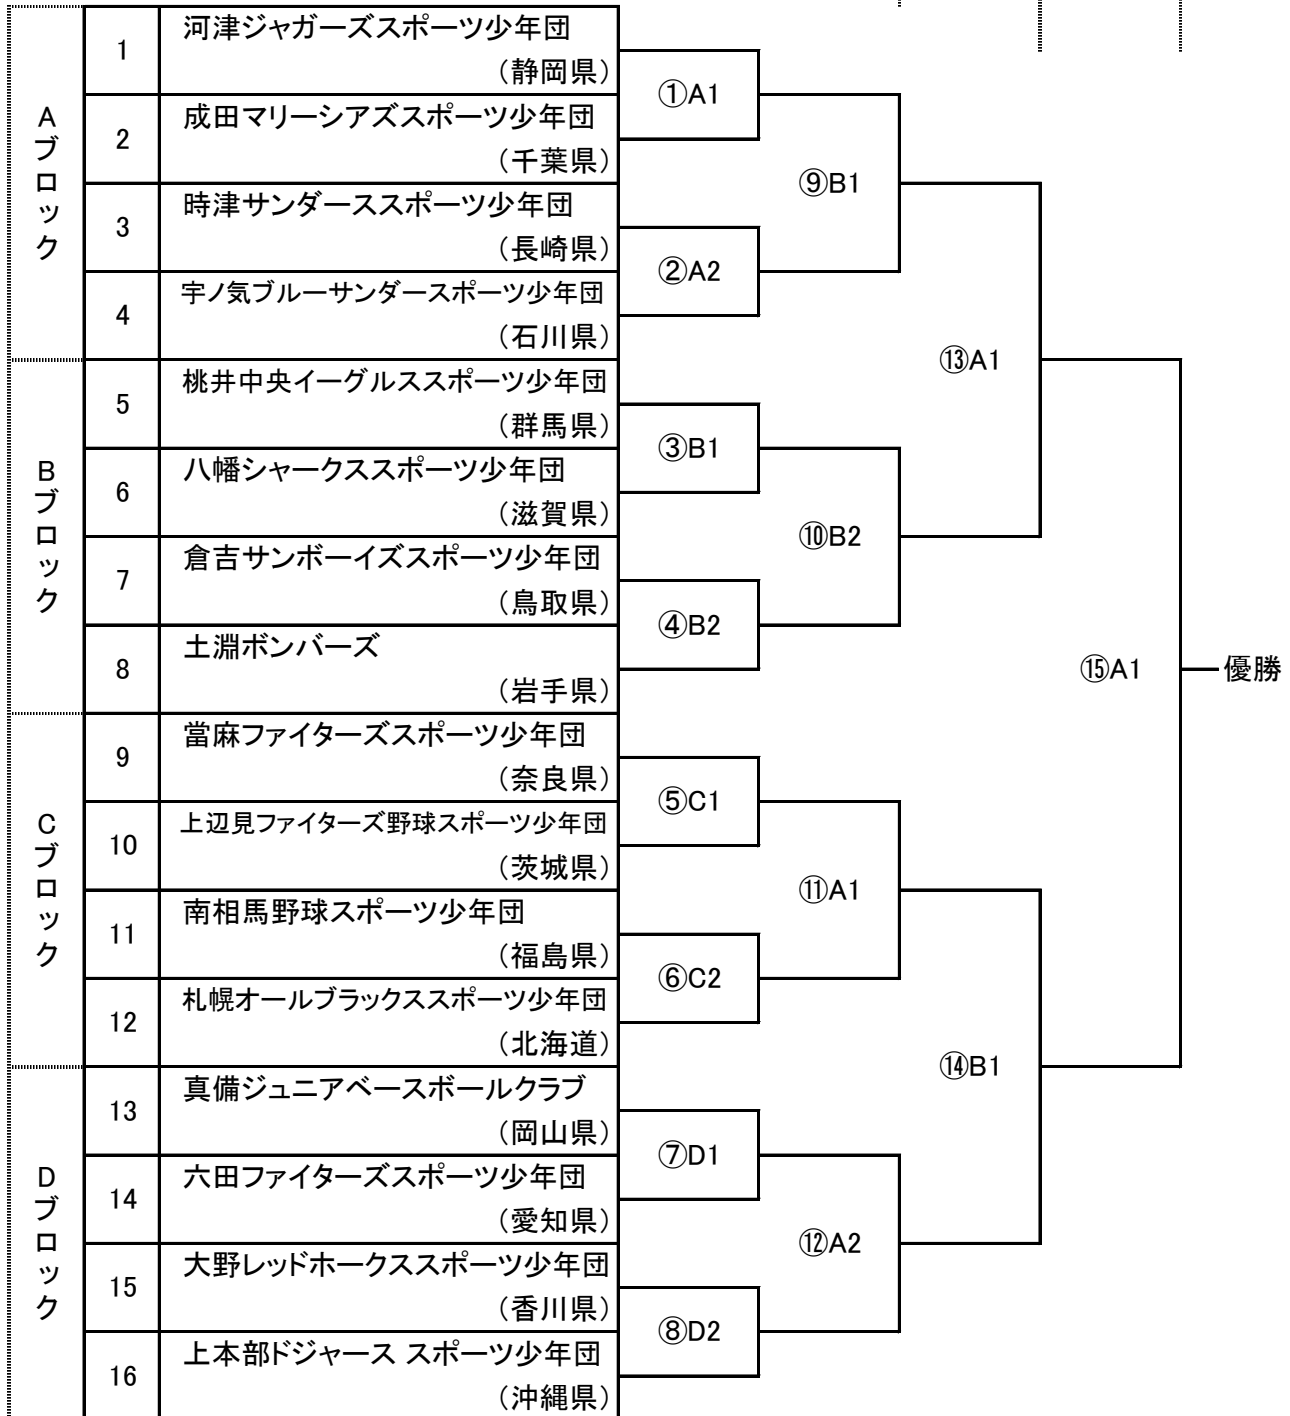 Aブロック
1
河津ジャガーズスポーツ少年団
（静岡県）
2
成田マリーシアズスポーツ少年団
（千葉県）
3
時津サンダーススポーツ少年団
（長崎県）
4
宇ノ気ブルーサンダースポーツ少年団
（石川県）
Bブロック
5
桃井中央イーグルススポーツ少年団
（群馬県）
6
八幡シャークススポーツ少年団
（滋賀県）
7
倉吉サンボーイズスポーツ少年団
（鳥取県）
8
土淵ボンバーズ
（岩手県）
Cブロック
9
當麻ファイターズスポーツ少年団
（奈良県）
10
上辺見ファイターズ野球スポーツ少年団
（茨城県）
11
南相馬野球スポーツ少年団
（福島県）
12
札幌オールブラックススポーツ少年団
（北海道）
Dブロック
13
真備ジュニアベースボールクラブ
（岡山県）
14
六田ファイターズスポーツ少年団
（愛知県）
15
大野レッドホークススポーツ少年団
（香川県）
16
上本部ドジャース スポーツ少年団
（沖縄県）
①A1
②A2
③B1
④B2
⑤C1
⑥C2
⑦D1
⑧D2
⑨B1
⑩B2
⑪A1
⑫A2
⑬A1
⑭B1
⑮A1
優勝